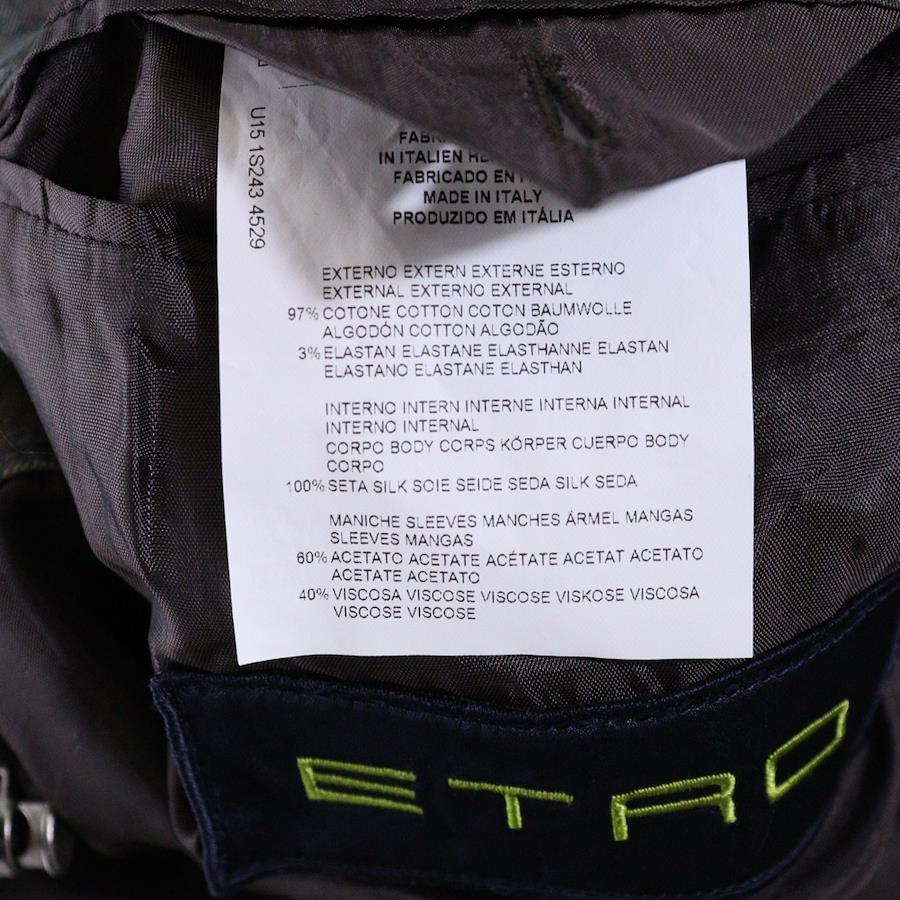 U15 1S243 4529
IN ITALIEN
FABRICADO EN
MADE IN ITALY
PRODUZIDO EM ITÁLIA
EXTERNO EXTERN EXTERNE ESTERNO
EXTERNAL EXTERNO EXTERNAL
97% COTONE COTTON COTON BAUMWOLLE
ALGODÓN COTTON ALGODÃO
3% ELASTAN ELASTANE ELASTHANNE ELASTAN
ELASTANO ELASTANE ELASTHAN
INTERNO INTERN INTERNE INTERNA INTERNAL
INTERNO INTERNAL
CORPO BODY CORPS KÖRPER CUERPO BODY
CORPO
100% SETA SILK SOIE SEIDE SEDA SILK SEDA
MANICHE SLEEVES MANCHES ÄRMEL MANGAS
SLEEVES MANGAS
60% ACETATO ACETATE ACÉTATE ACETAT ACETATO
ACETATE ACETATO
40% VISCOSA VISCOSE VISCOSE VISKOSE VISCOSA
VISCOSE VISCOSE
ETRO